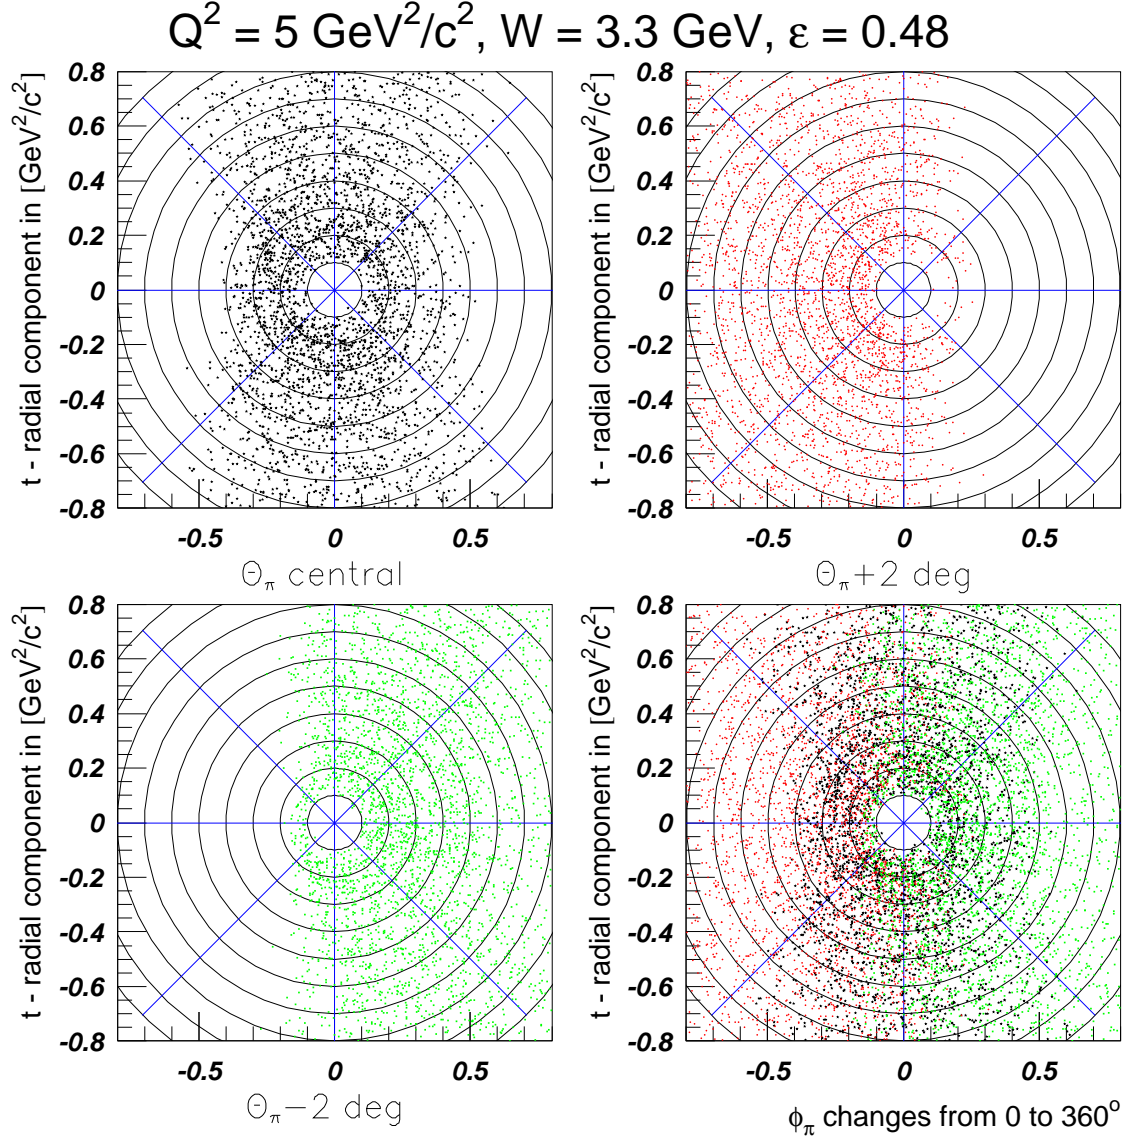 Q² = 5 GeV²/c², W = 3.3 GeV, ε = 0.48
t - radial component in [GeV²/c²]
0.8
0.6
0.4
0.2
0
-0.2
-0.4
-0.6
-0.8
-0.5 0 0.5
Θπ central
t - radial component in [GeV²/c²]
0.8
0.6
0.4
0.2
0
-0.2
-0.4
-0.6
-0.8
-0.5 0 0.5
Θπ+2 deg
t - radial component in [GeV²/c²]
0.8
0.6
0.4
0.2
0
-0.2
-0.4
-0.6
-0.8
-0.5 0 0.5
Θπ−2 deg
t - radial component in [GeV²/c²]
0.8
0.6
0.4
0.2
0
-0.2
-0.4
-0.6
-0.8
-0.5 0 0.5
ϕπ changes from 0 to 360°